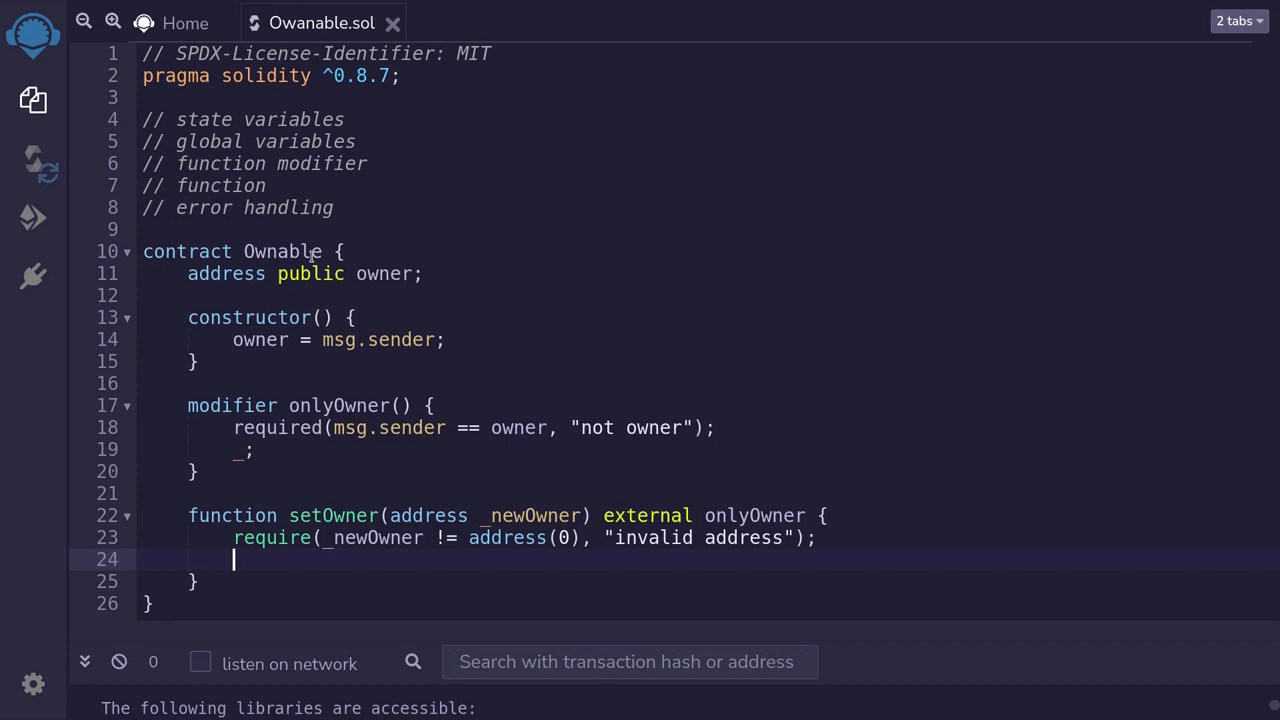 Home
Owanable.sol
2 tabs
1 // SPDX-License-Identifier: MIT
2 pragma solidity ^0.8.7;
3
4 // state variables
5 // global variables
6 // function modifier
7 // function
8 // error handling
9
10 contract Ownable {
11     address public owner;
12
13     constructor() {
14         owner = msg.sender;
15     }
16
17     modifier onlyOwner() {
18         required(msg.sender == owner, "not owner");
19         _;
20     }
21
22     function setOwner(address _newOwner) external onlyOwner {
23         require(_newOwner != address(0), "invalid address");
24
25     }
26 }
0 listen on network Search with transaction hash or address
The following libraries are accessible: